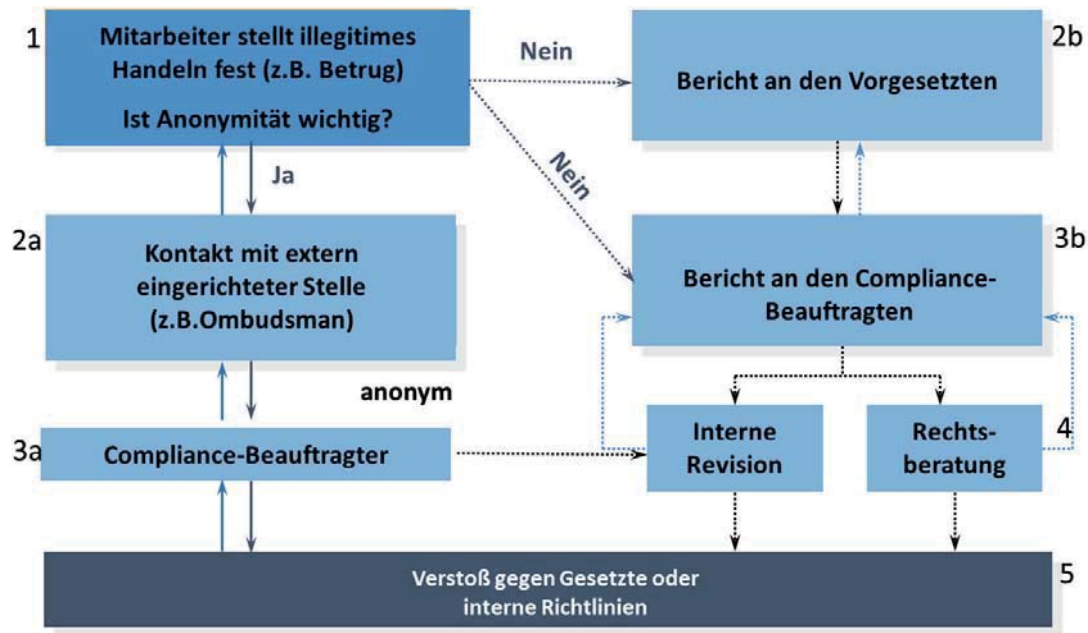 1
Mitarbeiter stellt illegitimes
Handeln fest (z.B. Betrug)
Ist Anonymität wichtig?
Nein
2b
Bericht an den Vorgesetzten
Ja
Nein
2a
Kontakt mit extern
eingerichteter Stelle
(z.B.Ombudsman)
3b
Bericht an den Compliance-
Beauftragten
anonym
3a
Compliance-Beauftragter
Interne
Revision
Rechts-
beratung
4
Verstoß gegen Gesetzte oder
interne Richtlinien
5